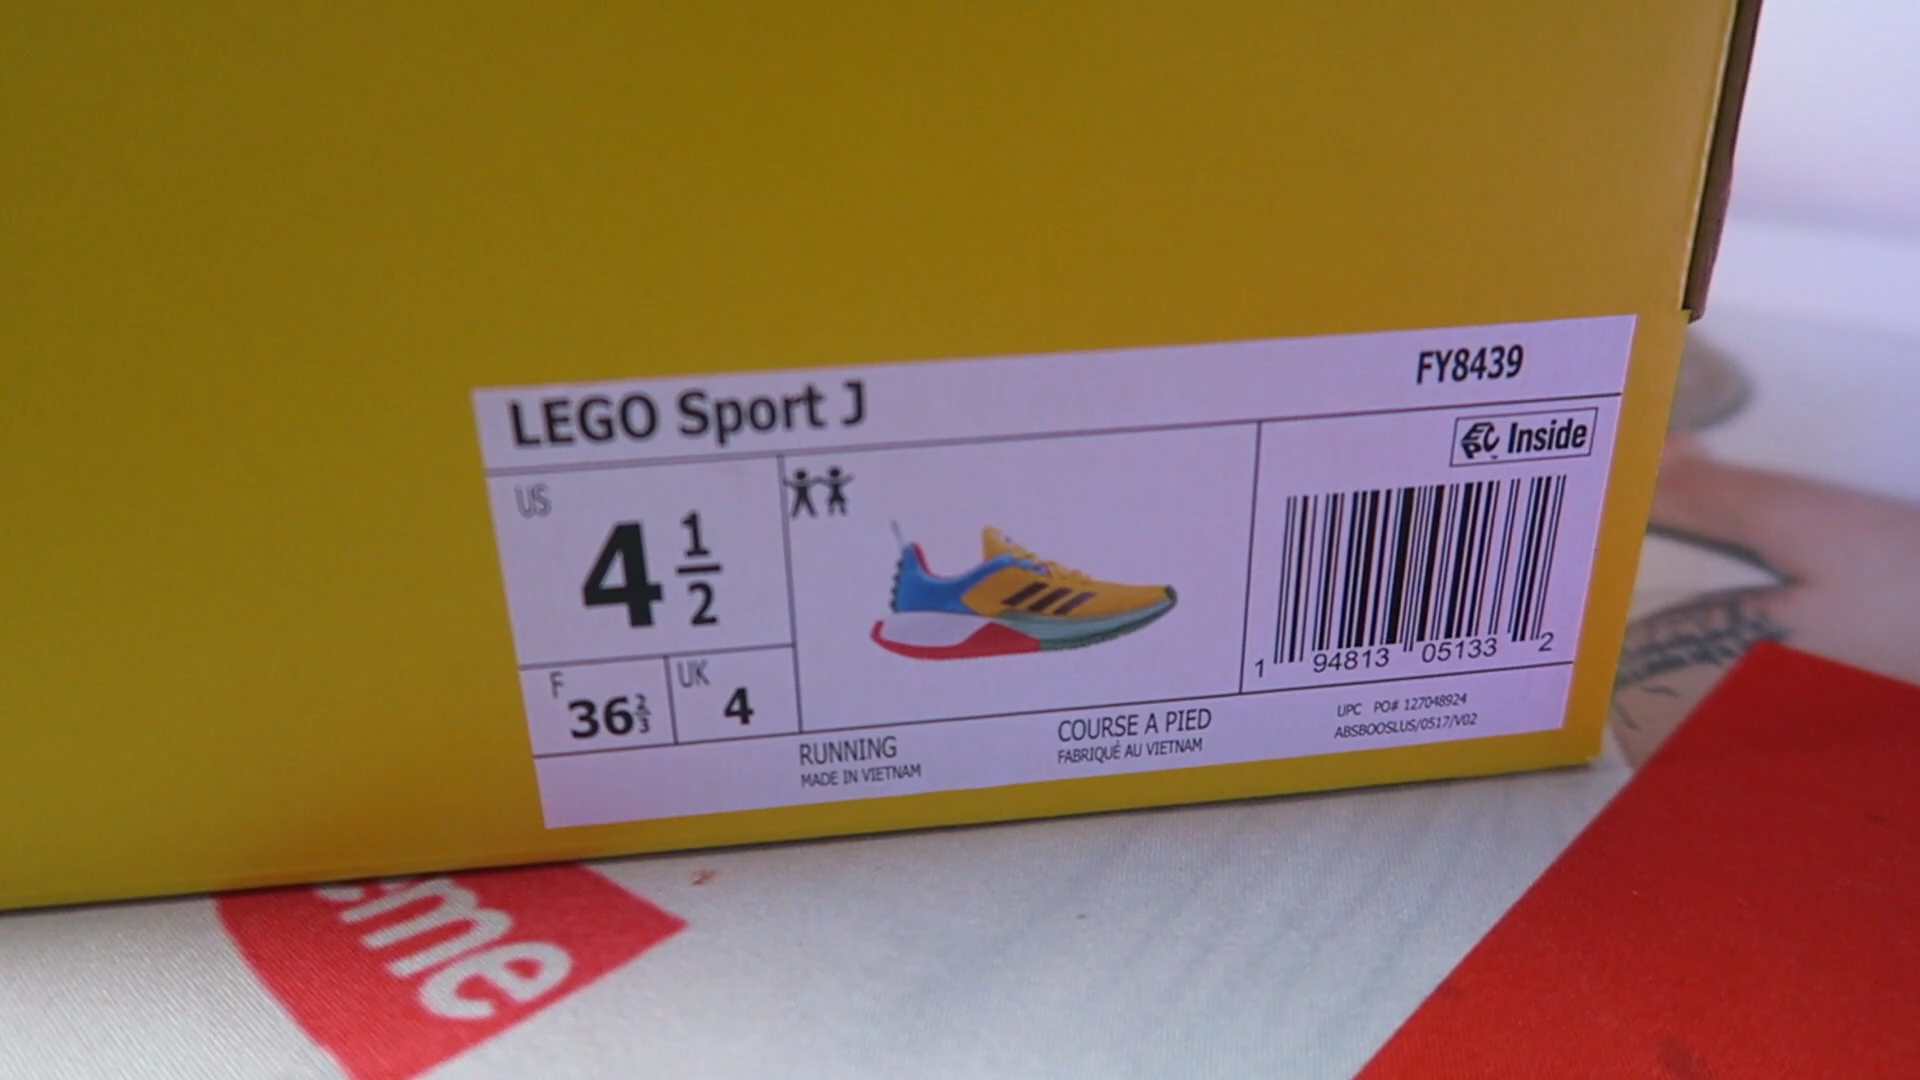 LEGO Sport J
FY8439
US
4 1/2
EPC Inside
F
36 2/3
UK
4
1 94813 05133 2
RUNNING
MADE IN VIETNAM
COURSE A PIED
FABRIQUÉ AU VIETNAM
UPC PO# 127048924
ABSBOOSLUS/0517/V02
eme